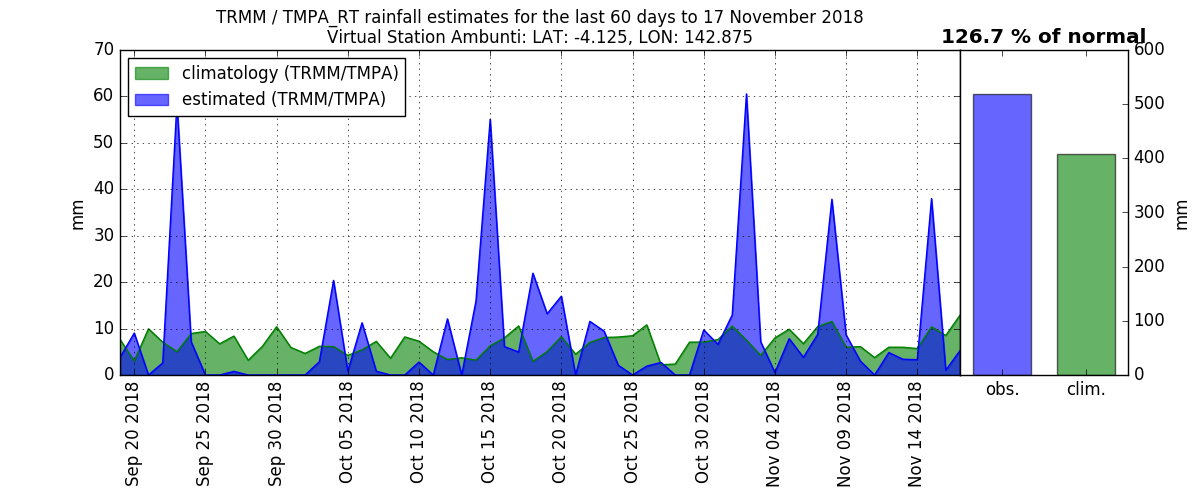 TRMM / TMPA_RT rainfall estimates for the last 60 days to 17 November 2018
Virtual Station Ambunti: LAT: -4.125, LON: 142.875
126.7 % of normal
climatology (TRMM/TMPA)
estimated (TRMM/TMPA)
70
60
50
40
30
20
10
0
mm
600
500
400
300
200
100
0
mm
obs.
clim.
Sep 20 2018
Sep 25 2018
Sep 30 2018
Oct 05 2018
Oct 10 2018
Oct 15 2018
Oct 20 2018
Oct 25 2018
Oct 30 2018
Nov 04 2018
Nov 09 2018
Nov 14 2018